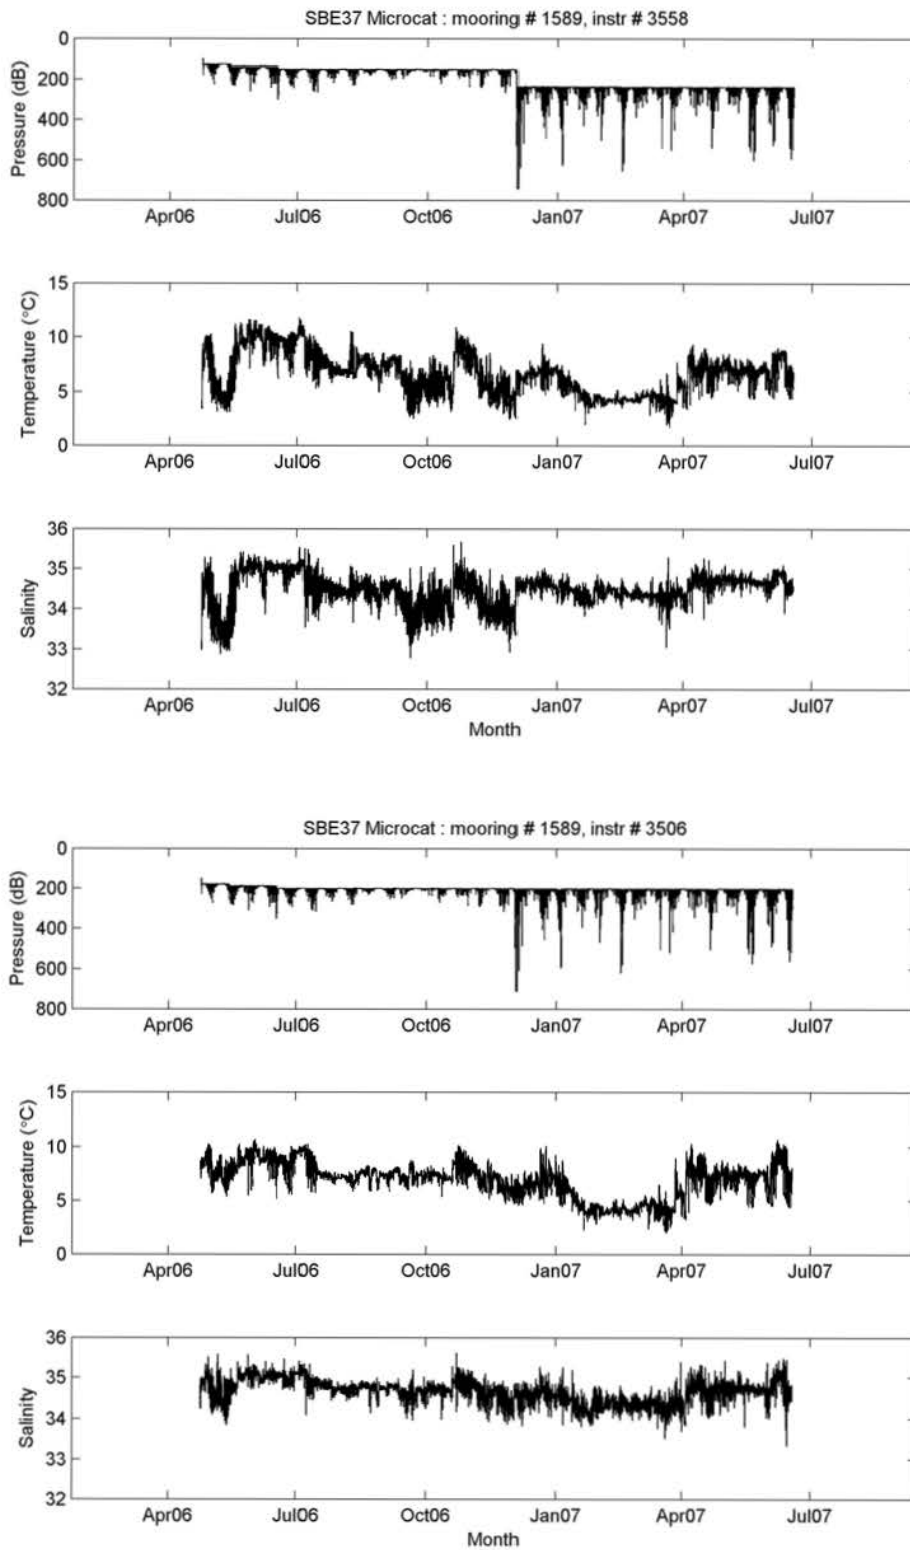 SBE37 Microcat : mooring # 1589, instr # 3558
0
200
400
600
800
Pressure (dB)
Apr06 Jul06 Oct06 Jan07 Apr07 Jul07
15
10
5
0
Temperature (°C)
Apr06 Jul06 Oct06 Jan07 Apr07 Jul07
36
35
34
33
32
Salinity
Apr06 Jul06 Oct06 Jan07 Apr07 Jul07
Month
SBE37 Microcat : mooring # 1589, instr # 3506
0
200
400
600
800
Pressure (dB)
Apr06 Jul06 Oct06 Jan07 Apr07 Jul07
15
10
5
0
Temperature (°C)
Apr06 Jul06 Oct06 Jan07 Apr07 Jul07
36
35
34
33
32
Salinity
Apr06 Jul06 Oct06 Jan07 Apr07 Jul07
Month